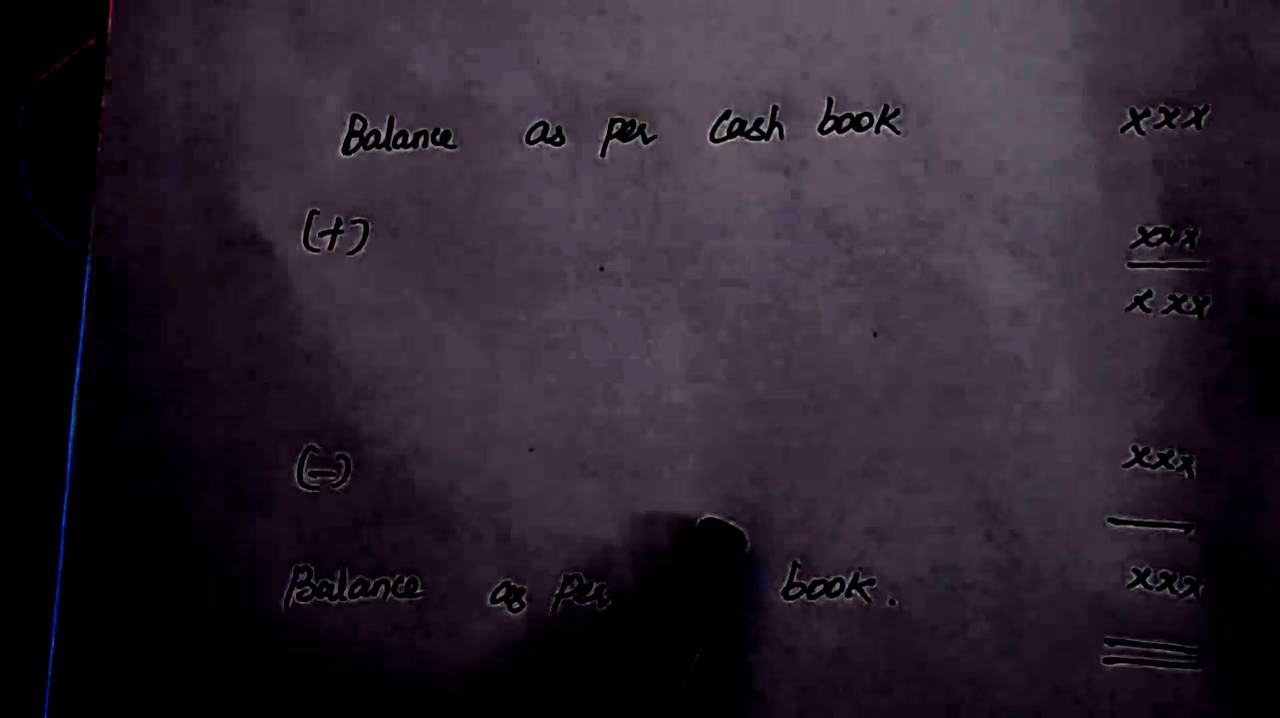 Balance as per Cash book xxx
(+) xxx
xxx
(-) xxx
Balance as per book. xxx